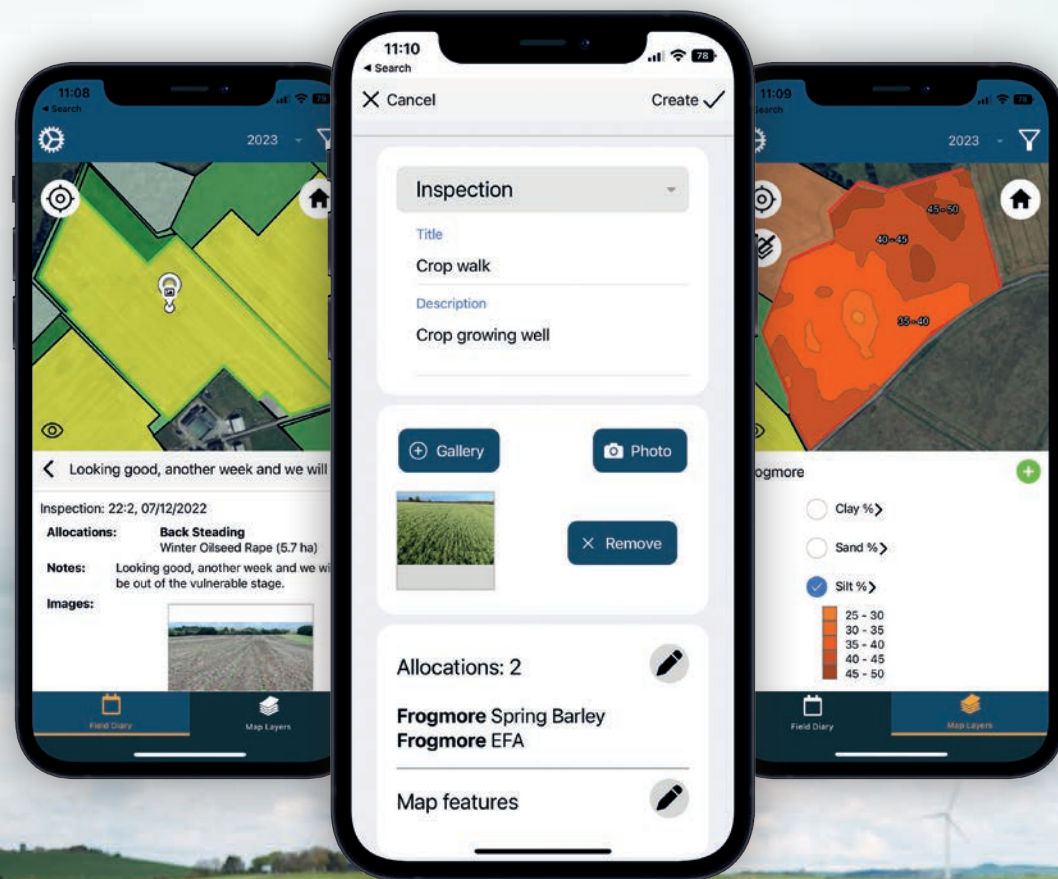 11:08
Search
79
2023
Looking good, another week and we will
Inspection: 22:2, 07/12/2022
Allocations: Back Steading
Winter Oilseed Rape (5.7 ha)
Notes: Looking good, another week and we wi
be out of the vulnerable stage.
Images:
Field Diary
Map Layers
11:10
Search
78
Cancel
Create
Inspection
Title
Crop walk
Description
Crop growing well
Gallery
Photo
Remove
Allocations: 2
Frogmore Spring Barley
Frogmore EFA
Map features
11:09
Search
2023
45 - 50
40 - 45
35 - 40
rogmore
Clay %
Sand %
Silt %
25 - 30
30 - 35
35 - 40
40 - 45
45 - 50
Field Diary
Map Layers